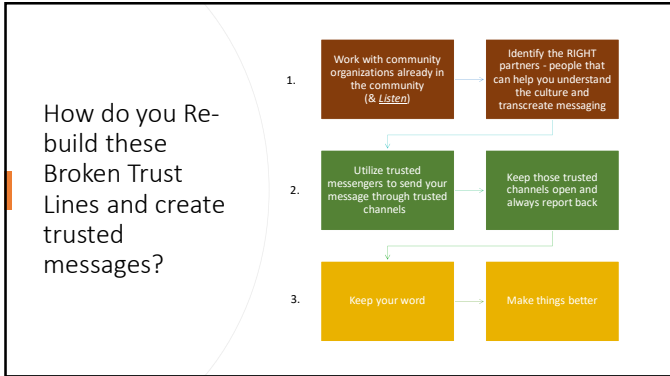 How do you Re-
build these
Broken Trust
Lines and create
trusted
messages?
1.
Work with community
organizations already in
the community
(& Listen)
Identify the RIGHT
partners - people that
can help you understand
the culture and
transcreate messaging
2.
Utilize trusted
messengers to send your
message through trusted
channels
Keep those trusted
channels open and
always report back
3.
Keep your word
Make things better